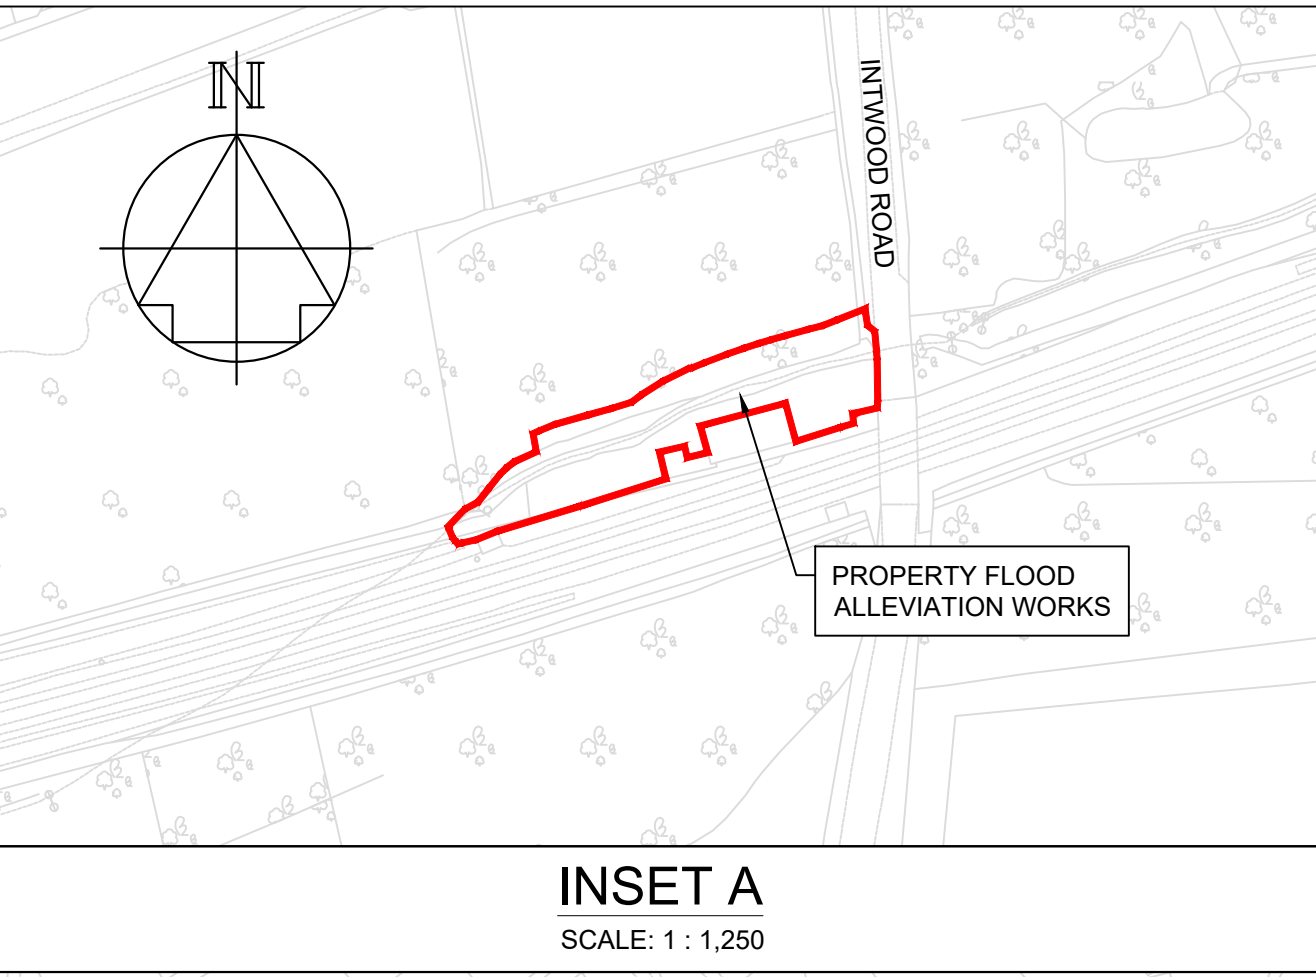 N
INTWOOD ROAD
PROPERTY FLOOD
ALLEVIATION WORKS
INSET A
SCALE: 1 : 1,250